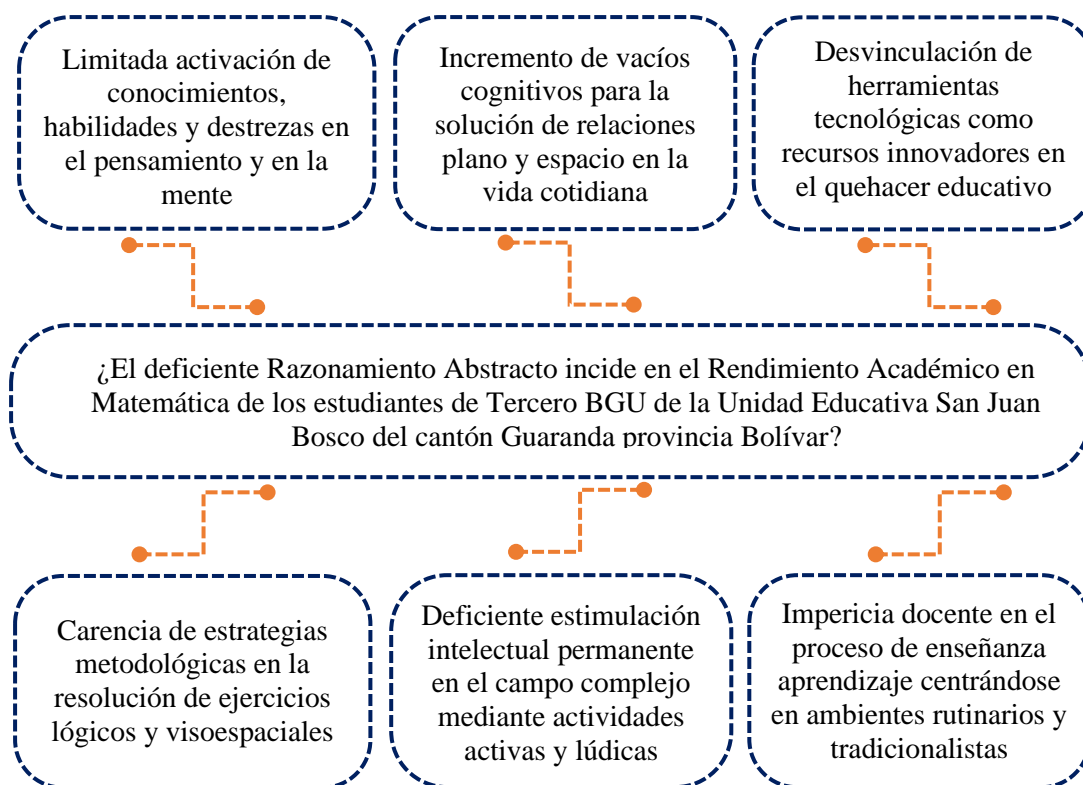 Limitada activación de
conocimientos,
habilidades y destrezas en
el pensamiento y en la
mente
Incremento de vacíos
cognitivos para la
solución de relaciones
plano y espacio en la
vida cotidiana
Desvinculación de
herramientas
tecnológicas como
recursos innovadores en
el quehacer educativo
¿El deficiente Razonamiento Abstracto incide en el Rendimiento Académico en
Matemática de los estudiantes de Tercero BGU de la Unidad Educativa San Juan
Bosco del cantón Guaranda provincia Bolívar?
Carencia de estrategias
metodológicas en la
resolución de ejercicios
lógicos y visoespaciales
Deficiente estimulación
intelectual permanente
en el campo complejo
mediante actividades
activas y lúdicas
Impericia docente en el
proceso de enseñanza
aprendizaje centrándose
en ambientes rutinarios y
tradicionalistas